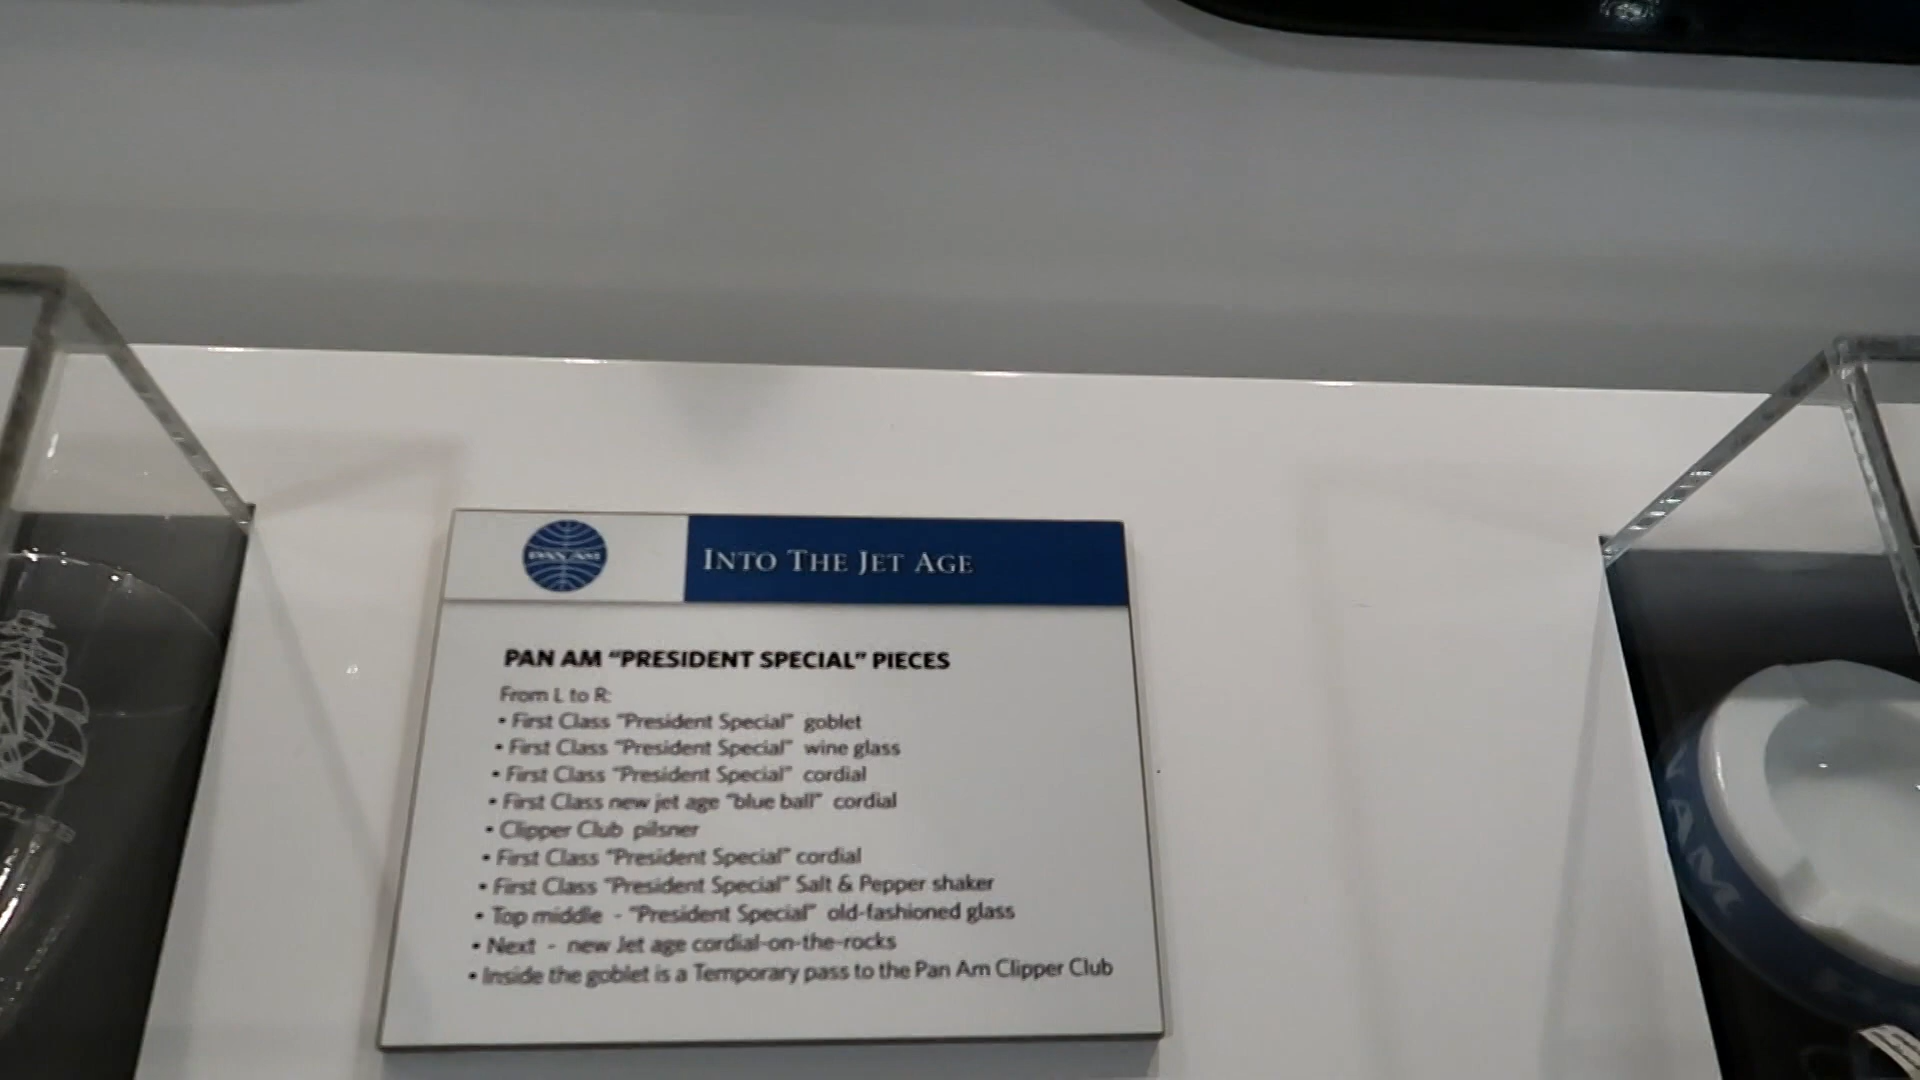 PAN AM
INTO THE JET AGE
PAN AM “PRESIDENT SPECIAL” PIECES
From L to R:
• First Class “President Special” goblet
• First Class “President Special” wine glass
• First Class “President Special” cordial
• First Class new jet age “blue ball” cordial
• Clipper Club pilsner
• First Class “President Special” cordial
• First Class “President Special” Salt & Pepper shaker
• Top middle - “President Special” old-fashioned glass
• Next - new Jet age cordial-on-the-rocks
• Inside the goblet is a Temporary pass to the Pan Am Clipper Club
AM